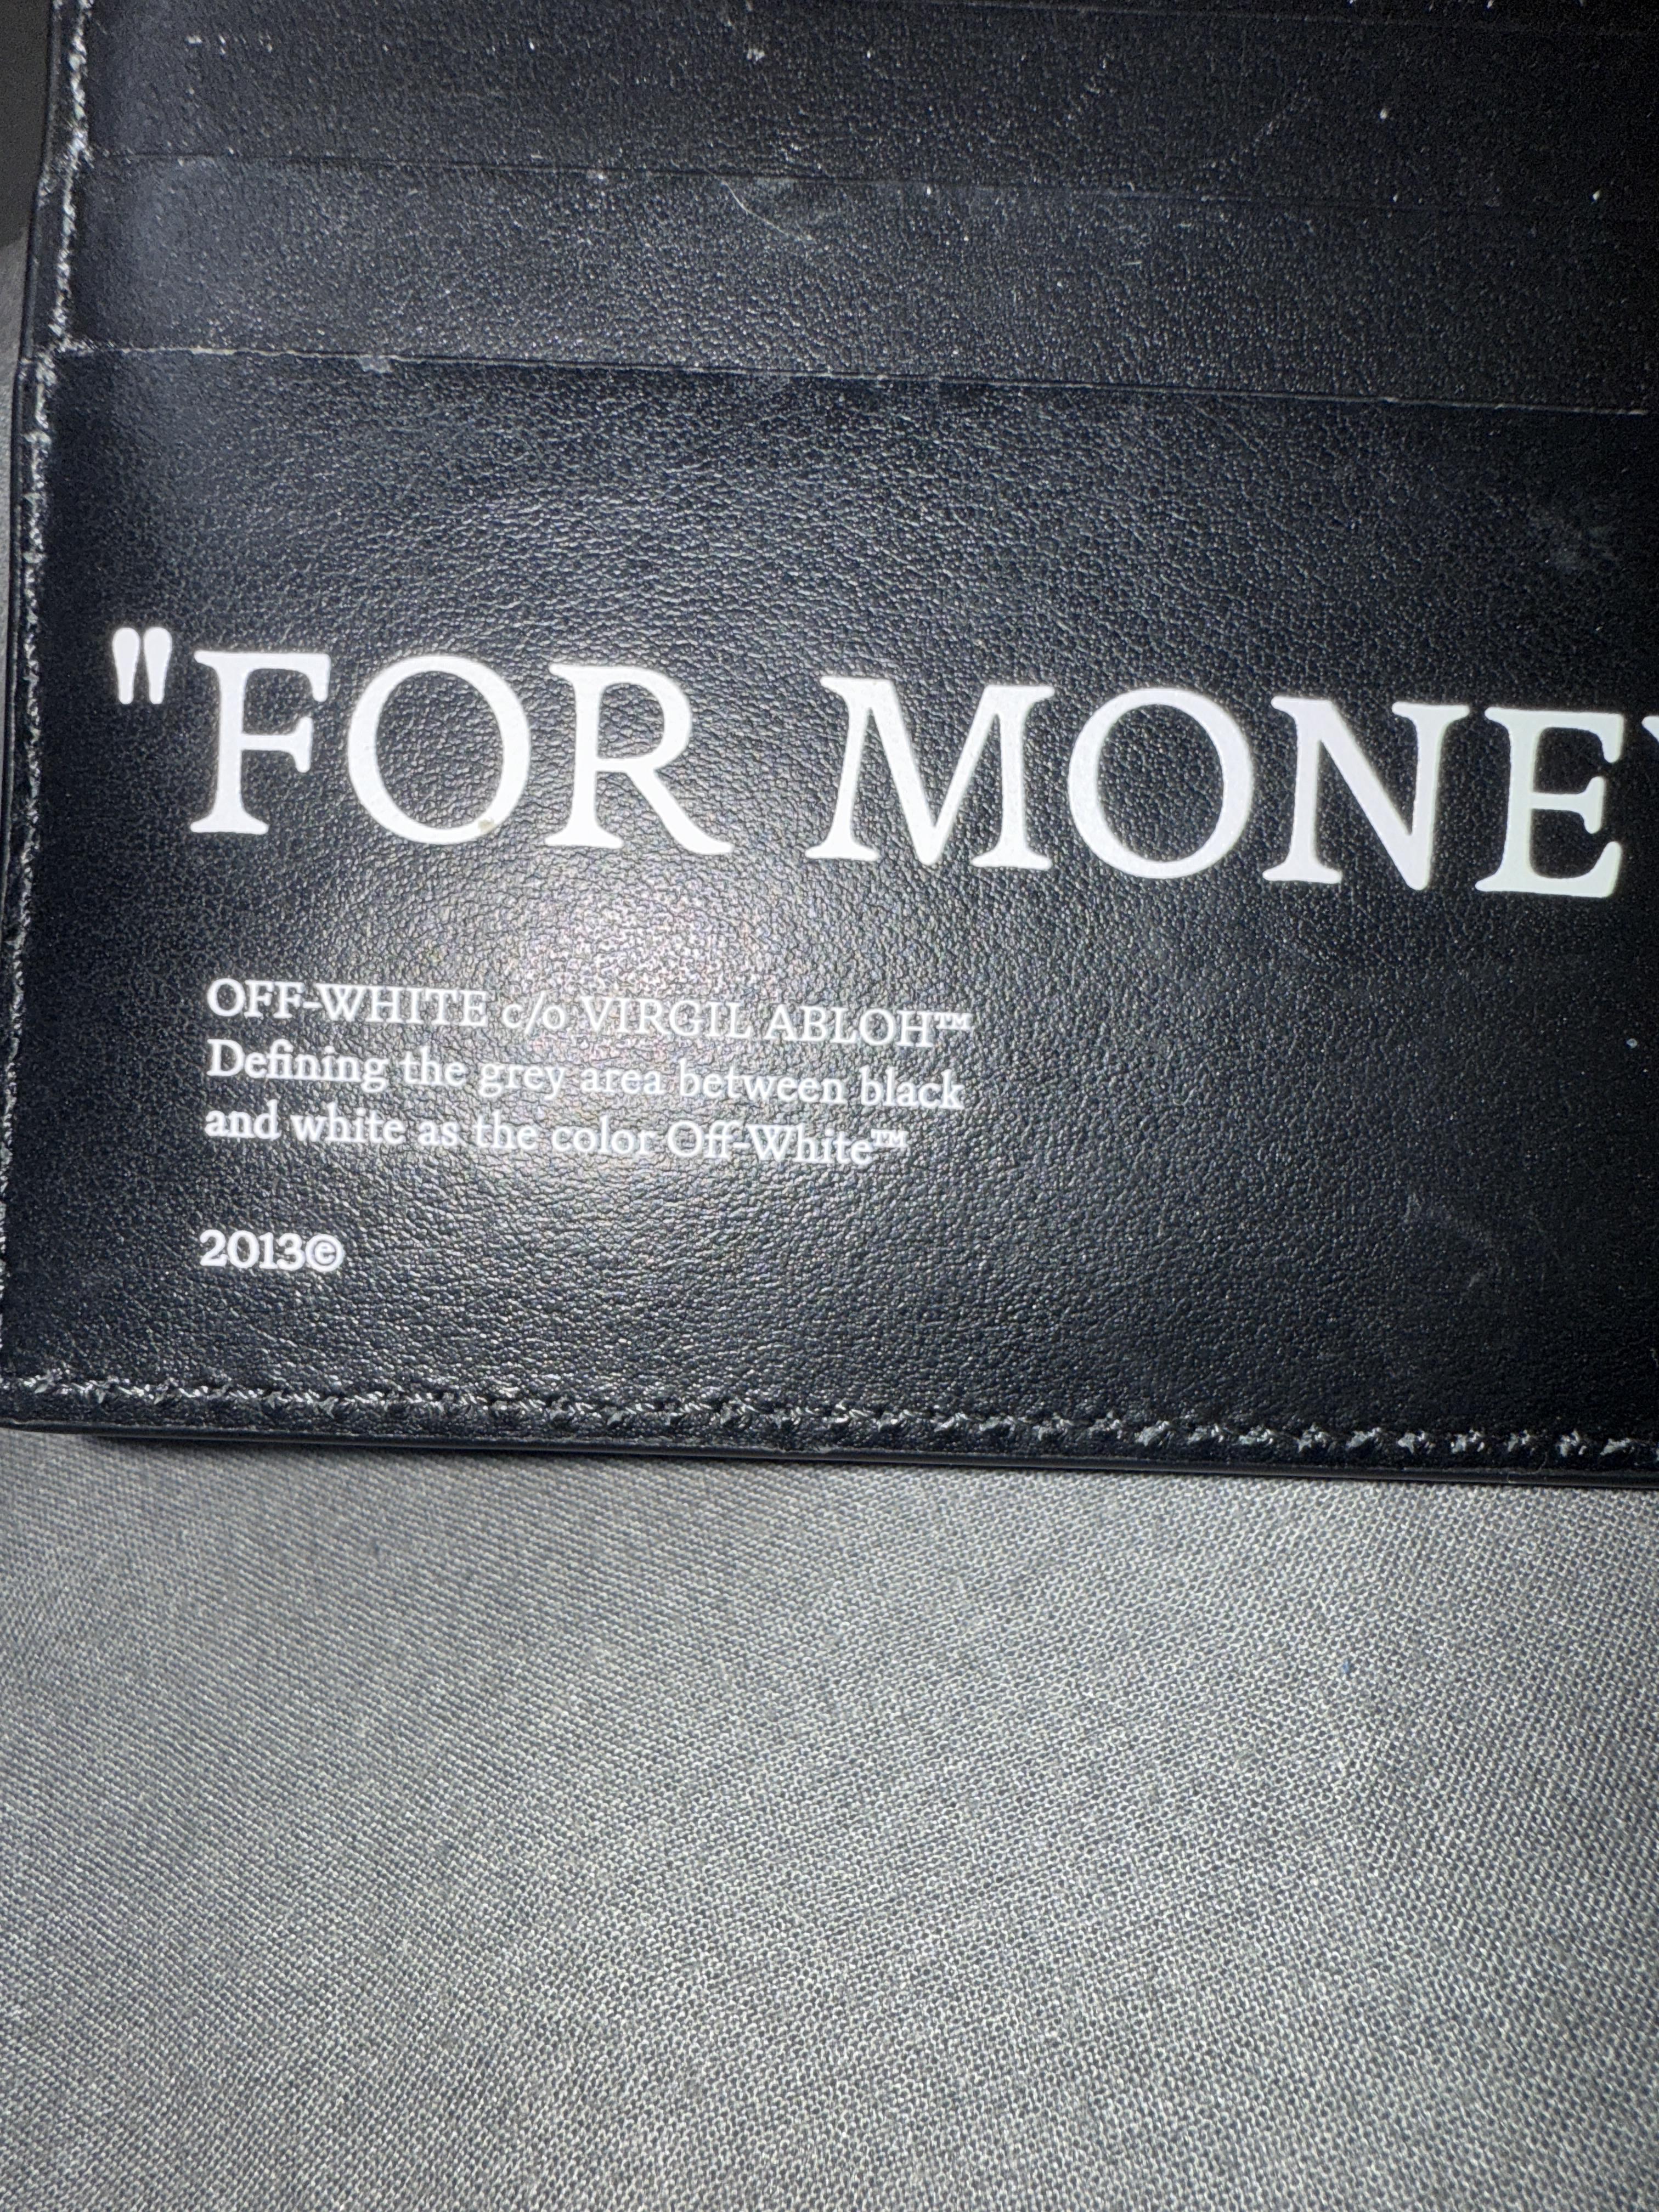 "FOR MONEY
OFF-WHITE c/o VIRGIL ABLOH™
Defining the grey area between black
and white as the color Off-White™
2013©